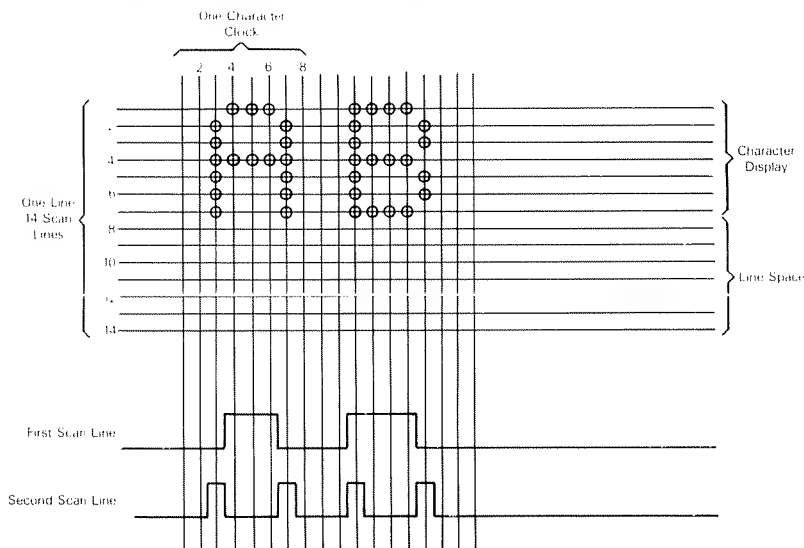 One Character
Clock
2 4 6 8
One Line
14 Scan
Lines
4
6
8
10
14
Character
Display
Line Space
First Scan Line
Second Scan Line